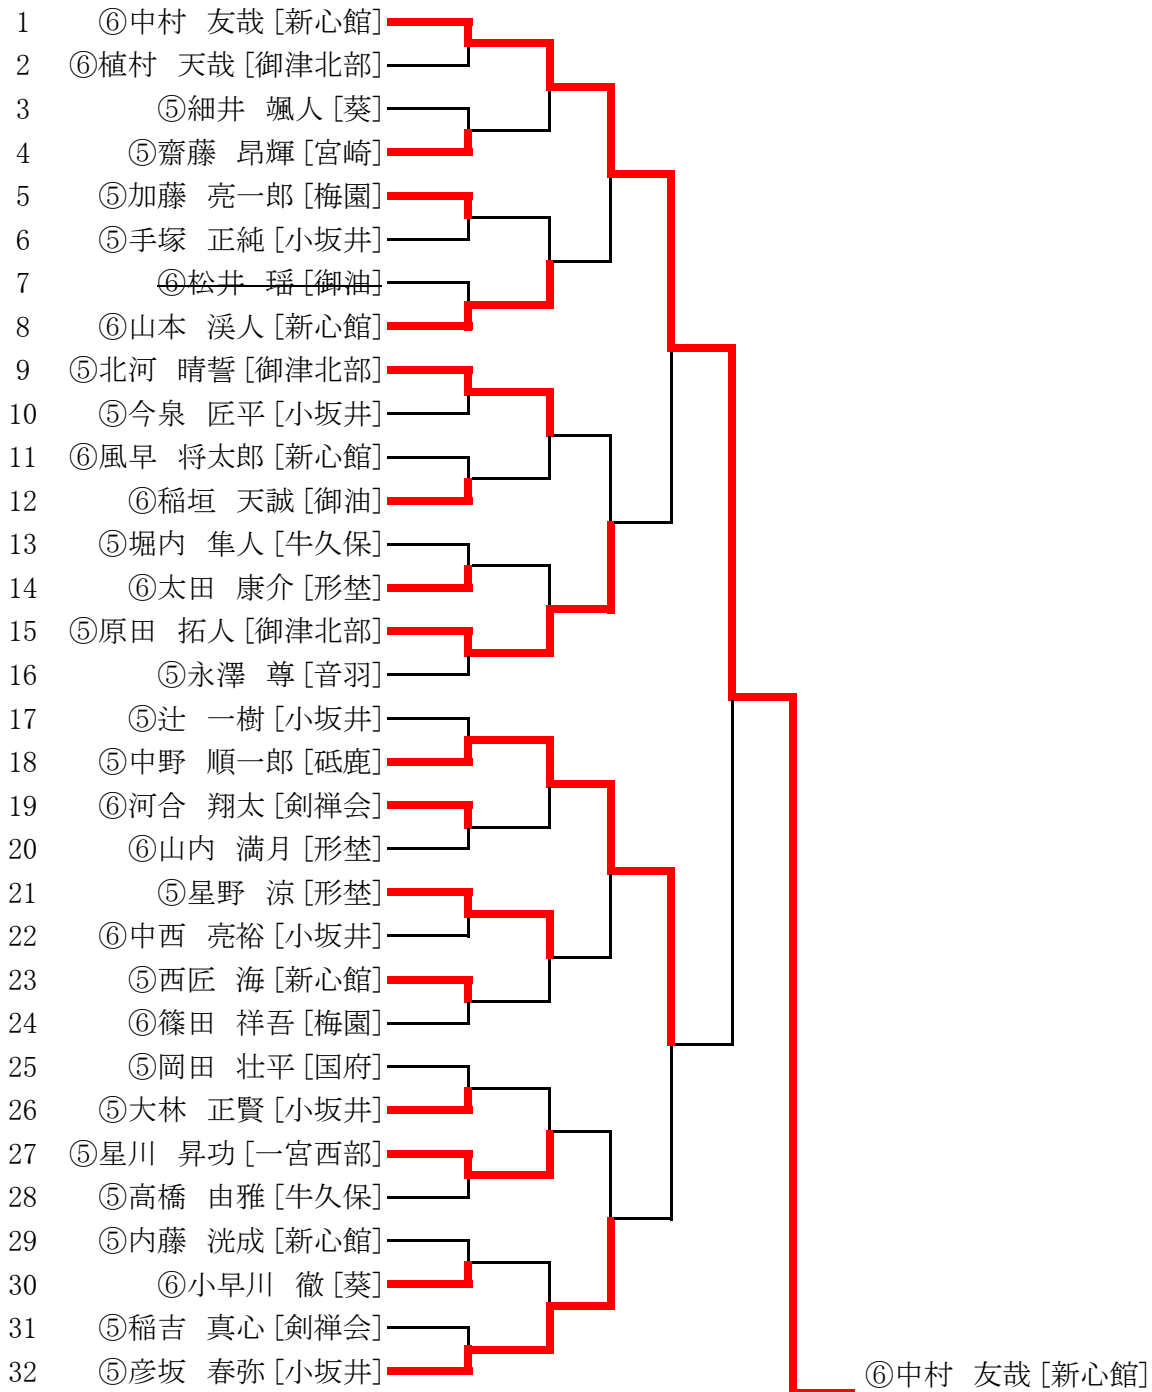 1 ⑥中村 友哉[新心館]
2 ⑥植村 天哉[御津北部]
3 ⑤細井 颯人[葵]
4 ⑤齋藤 昂輝[宮崎]
5 ⑤加藤 亮一郎[梅園]
6 ⑤手塚 正純[小坂井]
7 ⑥松井 瑶[御油]
8 ⑥山本 渓人[新心館]
9 ⑤北河 晴誓[御津北部]
10 ⑤今泉 匠平[小坂井]
11 ⑥風早 将太郎[新心館]
12 ⑥稲垣 天誠[御油]
13 ⑤堀内 隼人[牛久保]
14 ⑥太田 康介[形埜]
15 ⑤原田 拓人[御津北部]
16 ⑤永澤 尊[音羽]
17 ⑤辻 一樹[小坂井]
18 ⑤中野 順一郎[砥鹿]
19 ⑥河合 翔太[剣禅会]
20 ⑥山内 満月[形埜]
21 ⑤星野 涼[形埜]
22 ⑥中西 亮裕[小坂井]
23 ⑤西匠 海[新心館]
24 ⑥篠田 祥吾[梅園]
25 ⑤岡田 壮平[国府]
26 ⑤大林 正賢[小坂井]
27 ⑤星川 昇功[一宮西部]
28 ⑤高橋 由雅[牛久保]
29 ⑤内藤 洸成[新心館]
30 ⑥小早川 徹[葵]
31 ⑤稲吉 真心[剣禅会]
32 ⑤彦坂 春弥[小坂井]
⑥中村 友哉[新心館]